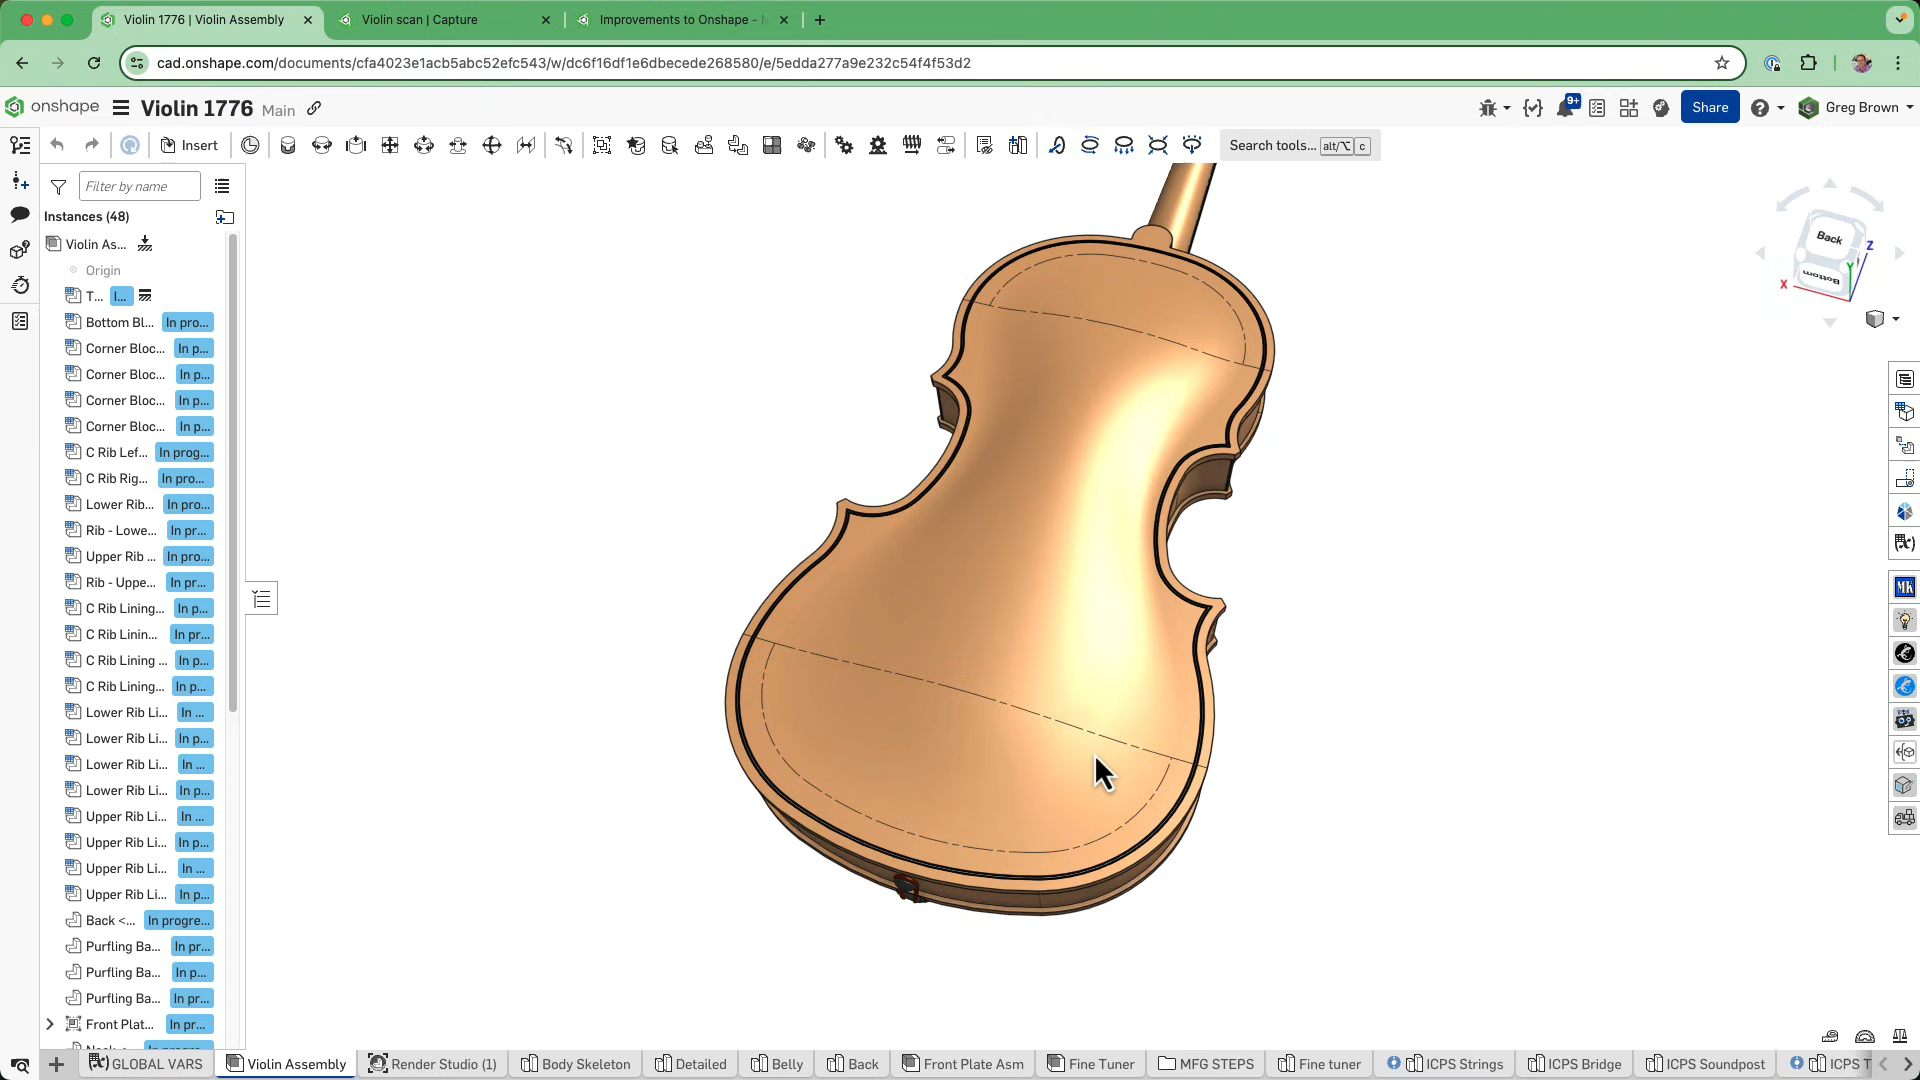 Violin 1776 | Violin Assembly
Violin scan | Capture
Improvements to Onshape -
cad.onshape.com/documents/cfa4023e1acb5abc52efc543/w/dc6f16df1e6dbecede268580/e/5edda277a9e232c54f4f53d2
onshape
Violin 1776
Main
9+
Share
Greg Brown
Insert
Search tools... alt/⌥ c
Filter by name
Instances (48)
Violin As...
Origin
T... I...
Bottom Bl... In pro...
Corner Bloc... In p...
Corner Bloc... In p...
Corner Bloc... In p...
Corner Bloc... In p...
C Rib Lef... In prog...
C Rib Rig... In pro...
Lower Rib... In pro...
Rib - Lowe... In pr...
Upper Rib ... In pro...
Rib - Uppe... In pr...
C Rib Lining... In p...
C Rib Linin... In pr...
C Rib Lining ... In p...
C Rib Lining... In p...
Lower Rib Li... In ...
Lower Rib Li... In p...
Lower Rib Li... In ...
Lower Rib Li... In p...
Upper Rib Li... In ...
Upper Rib Li... In p...
Upper Rib Li... In ...
Upper Rib Li... In p...
Back <... In progre...
Purfling Ba... In pr...
Purfling Ba... In p...
Purfling Ba... In pr...
Front Plat... In pr...
Back
Bottom
X
Y
Z
(x)
MK
(x) GLOBAL VARS
Violin Assembly
Render Studio (1)
Body Skeleton
Detailed
Belly
Back
Front Plate Asm
Fine Tuner
MFG STEPS
Fine tuner
ICPS Strings
ICPS Bridge
ICPS Soundpost
ICPS T